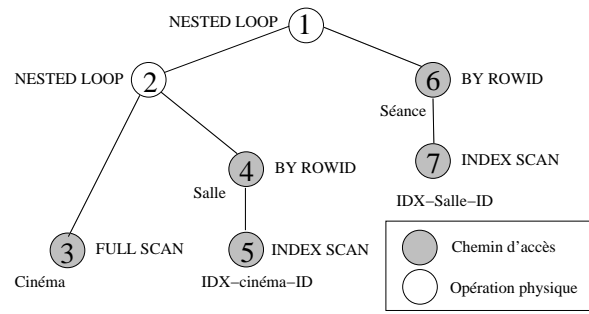 NESTED LOOP
1
NESTED LOOP
2
6
BY ROWID
Séance
4
BY ROWID
7
INDEX SCAN
Salle
IDX−Salle−ID
3
FULL SCAN
5
INDEX SCAN
Cinéma
IDX−cinéma−ID
Chemin d'accès
Opération physique